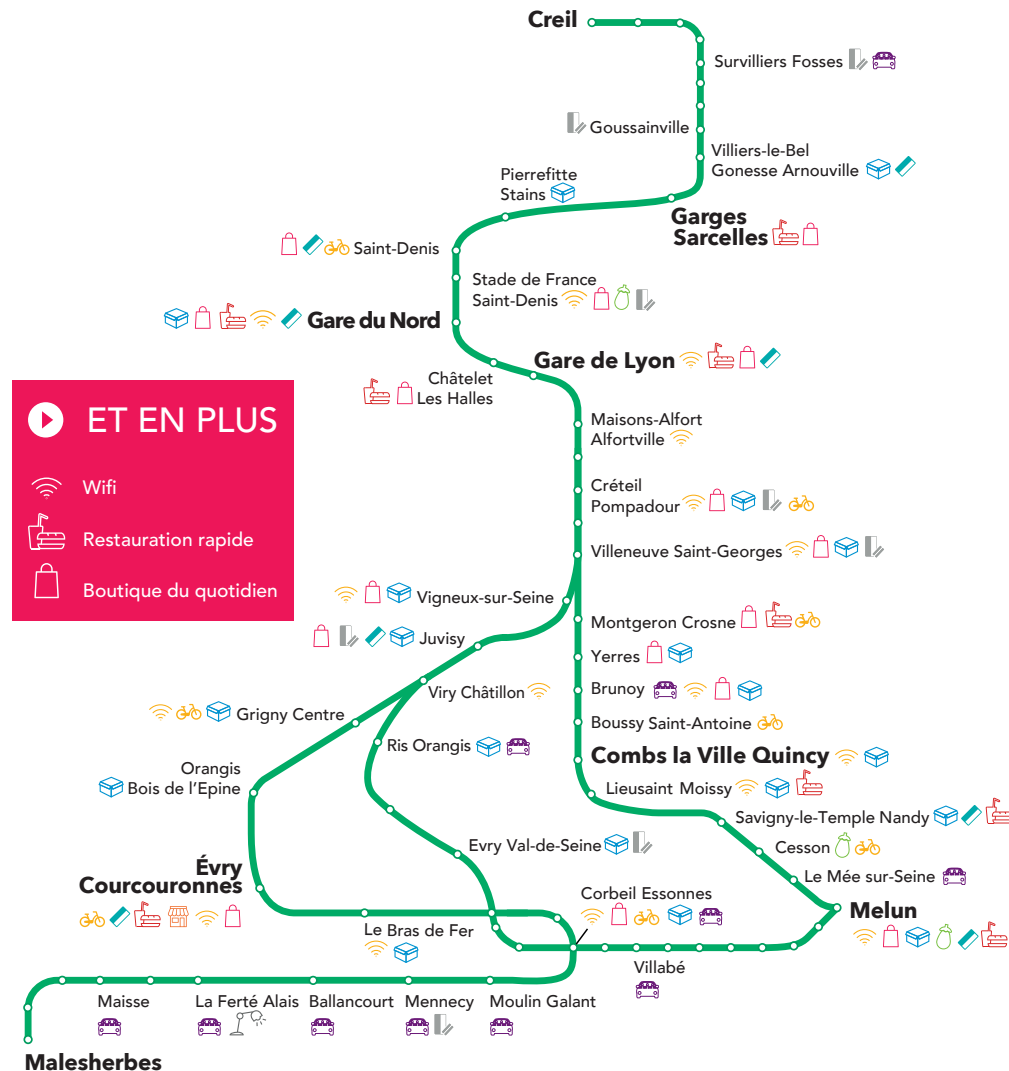 Creil
Survilliers Fosses
Goussainville
Villiers-le-Bel
Gonesse Arnouville
Pierrefitte
Stains
Garges
Sarcelles
Saint-Denis
Stade de France
Saint-Denis
Gare du Nord
Gare de Lyon
Châtelet
Les Halles
ET EN PLUS
Wifi
Restauration rapide
Boutique du quotidien
Maisons-Alfort
Alfortville
Créteil
Pompadour
Villeneuve Saint-Georges
Vigneux-sur-Seine
Montgeron Crosne
Juvisy
Yerres
Viry Châtillon
Brunoy
Grigny Centre
Boussy Saint-Antoine
Ris Orangis
Combs la Ville Quincy
Orangis
Bois de l'Epine
Lieusaint Moissy
Savigny-le-Temple Nandy
Evry Val-de-Seine
Cesson
Évry
Courcouronnes
Le Mée sur-Seine
Corbeil Essonnes
Melun
Le Bras de Fer
Villabé
Maisse
La Ferté Alais
Ballancourt
Mennecy
Moulin Galant
Malesherbes